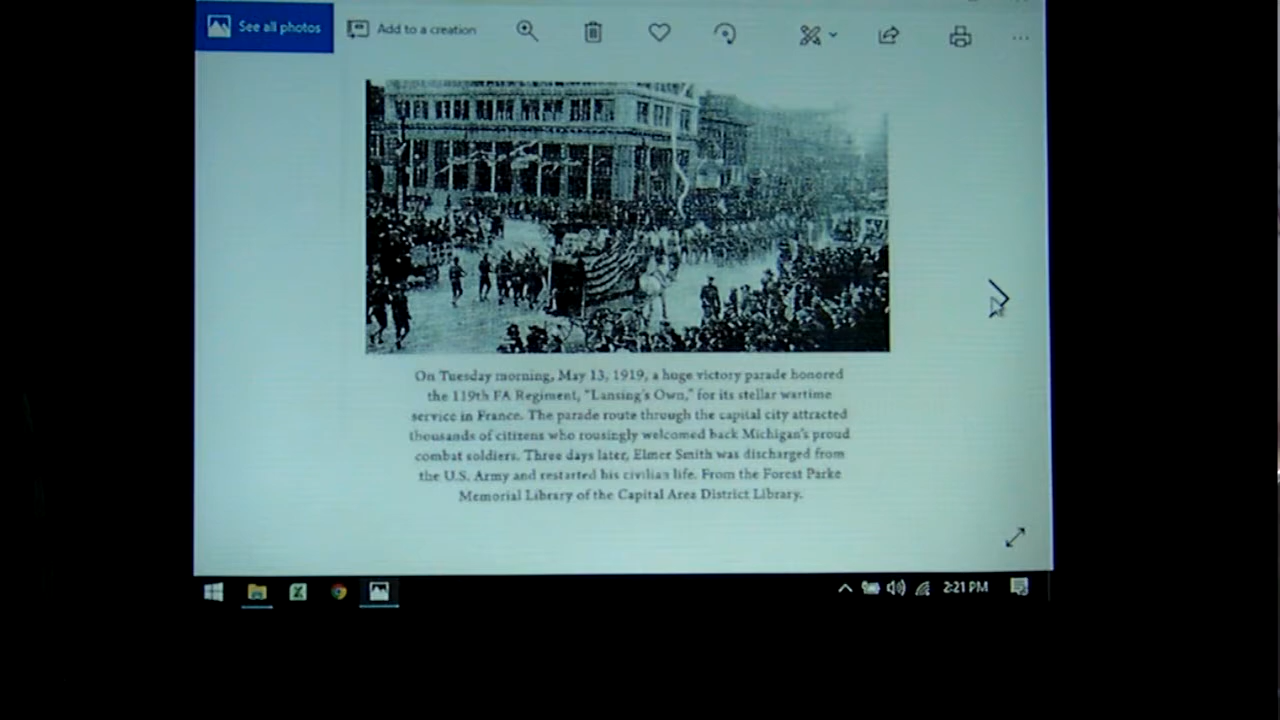 See all photos
Add to a creation
On Tuesday morning, May 13, 1919, a huge victory parade honored
the 119th FA Regiment, "Lansing's Own," for its stellar wartime
service in France. The parade route through the capital city attracted
thousands of citizens who rousingly welcomed back Michigan's proud
combat soldiers. Three days later, Elmer Smith was discharged from
the U.S. Army and restarted his civilian life. From the Forest Parke
Memorial Library of the Capital Area District Library.
2:21 PM